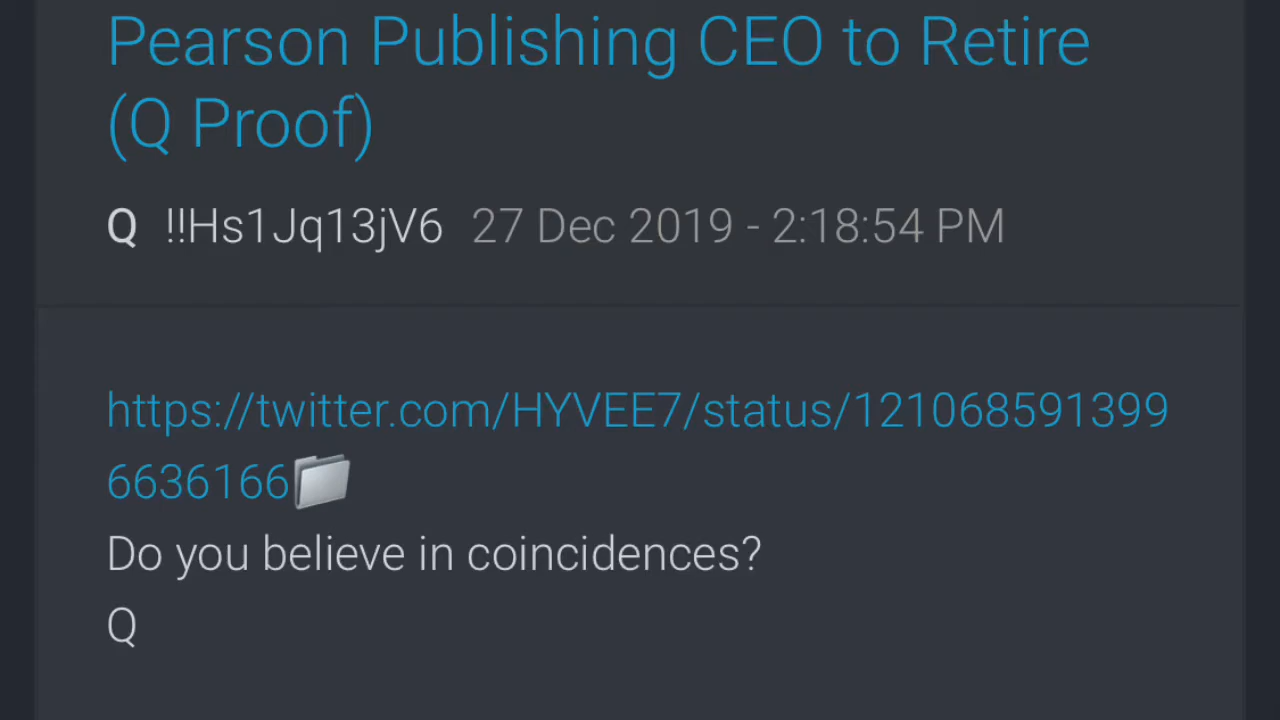 Pearson Publishing CEO to Retire
(Q Proof)
Q !!Hs1Jq13jV6 27 Dec 2019 - 2:18:54 PM
https://twitter.com/HYVEE7/status/121068591399
6636166
Do you believe in coincidences?
Q